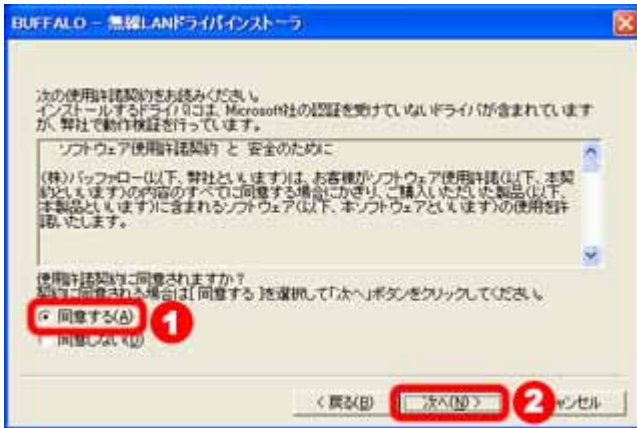 BUFFALO - 無線LANドライバインストーラ
次の使用許諾契約をお読みください。
インストールするドライバには、Microsoft社の認証を受けていないドライバが含まれています
が、弊社で動作検証を行っています。
ソフトウェア使用許諾契約 と 安全のために
(株)バッファロー(以下、弊社といいます)は、お客様がソフトウェア使用許諾(以下、本契
約といいます)の内容のすべてに同意する場合にかぎり、ご購入いただいた製品(以下、
本製品といいます)に含まれるソフトウェア(以下、本ソフトウェアといいます)の使用を許
諾いたします。
使用許諾契約に同意されますか?
契約に同意される場合は[同意する]を選択して「次へ」ボタンをクリックしてください。
同意する(A) 1
同意しない(D)
< 戻る(B) 次へ(N) > 2 ャンセル